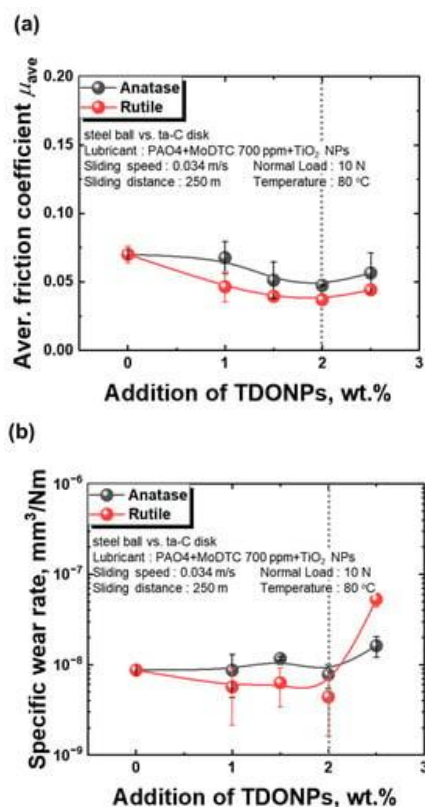 (a)
Aver. friction coefficient μave
0.20
0.15
0.10
0.05
0.00
Anatase
Rutile
steel ball vs. ta-C disk
Lubricant : PAO4+MoDTC 700 ppm+TiO₂ NPs
Sliding speed : 0.034 m/s Normal Load : 10 N
Sliding distance : 250 m Temperature : 80 °C
0 1 2 3
Addition of TDONPs, wt.%
(b)
Specific wear rate, mm³/Nm
10⁻⁶
10⁻⁷
10⁻⁸
10⁻⁹
Anatase
Rutile
steel ball vs. ta-C disk
Lubricant : PAO4+MoDTC 700 ppm+TiO₂ NPs
Sliding speed : 0.034 m/s Normal Load : 10N
Sliding distance : 250 m Temperature : 80 °C
0 1 2 3
Addition of TDONPs, wt.%